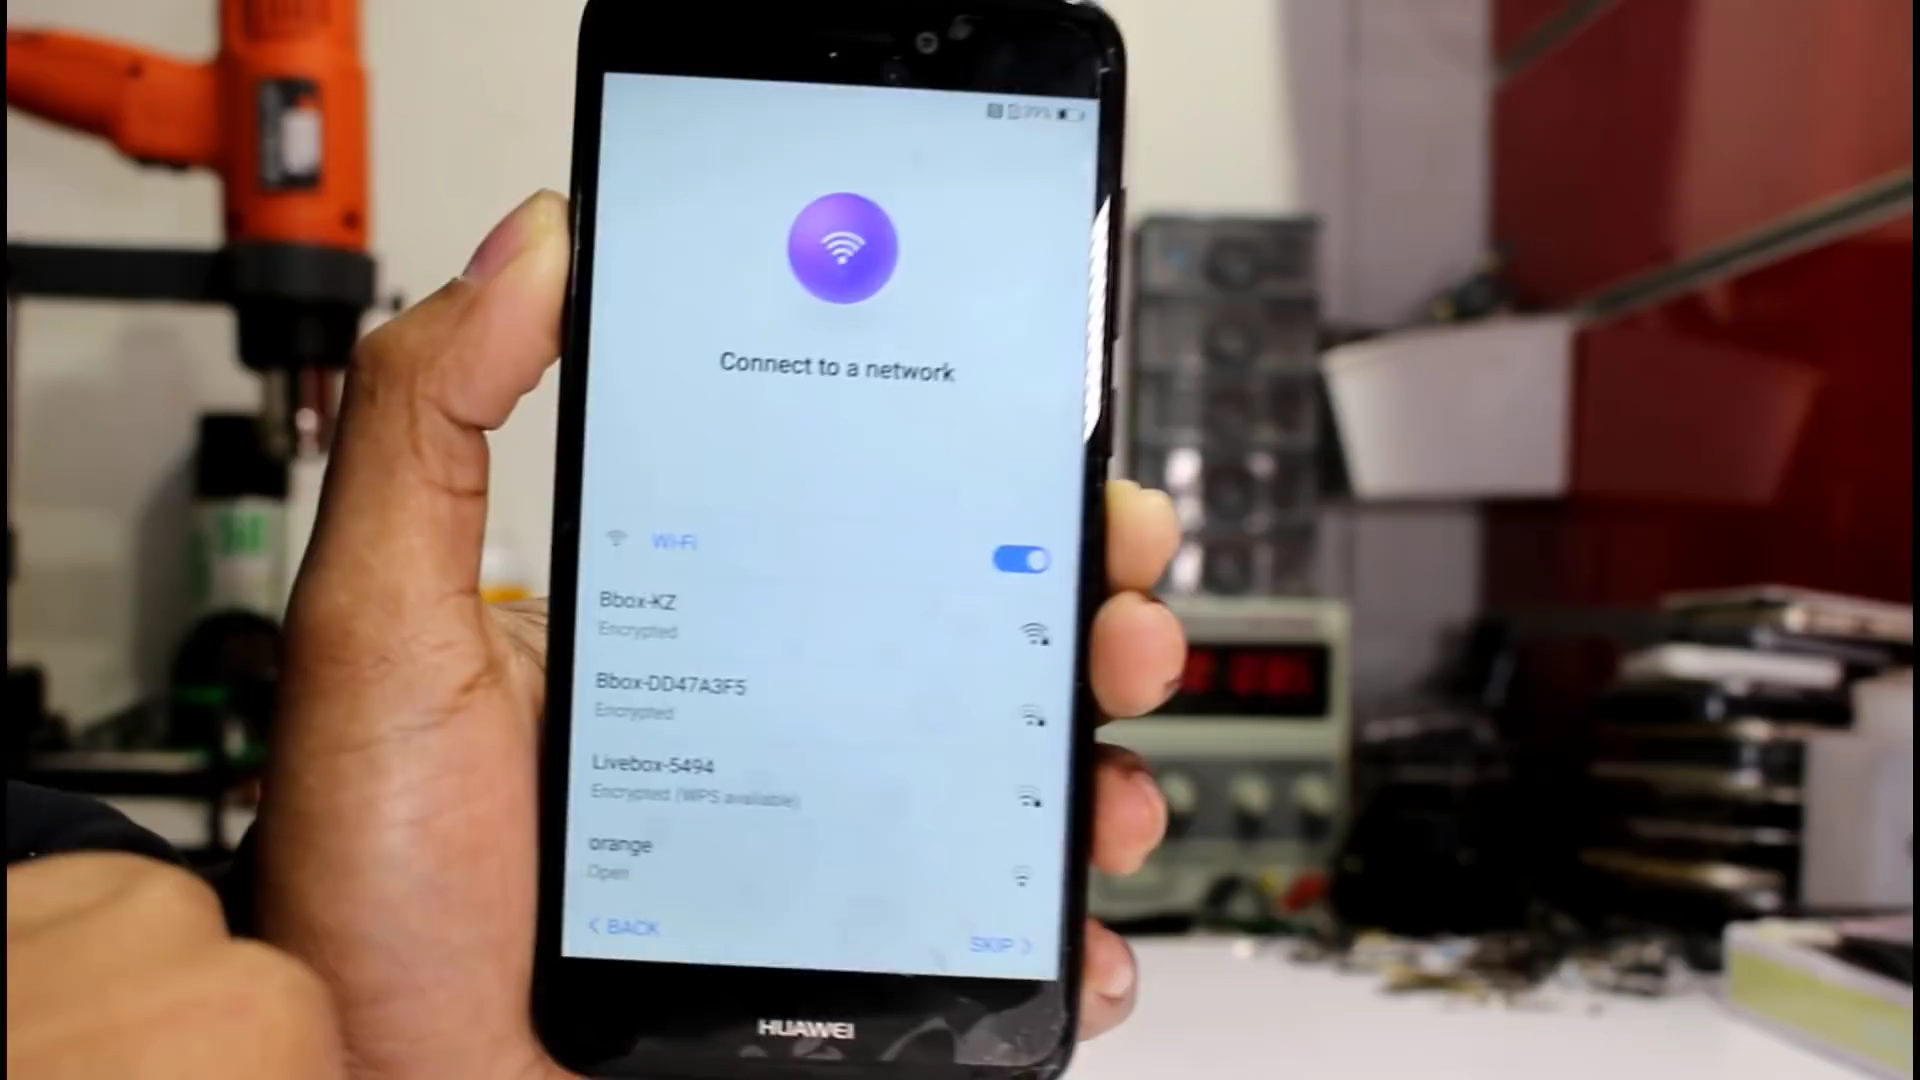 39%
Connect to a network
Wi-Fi
Bbox-KZ
Encrypted
Bbox-DD47A3F5
Encrypted
Livebox-5494
Encrypted (WPS available)
orange
Open
< BACK
SKIP >
HUAWEI